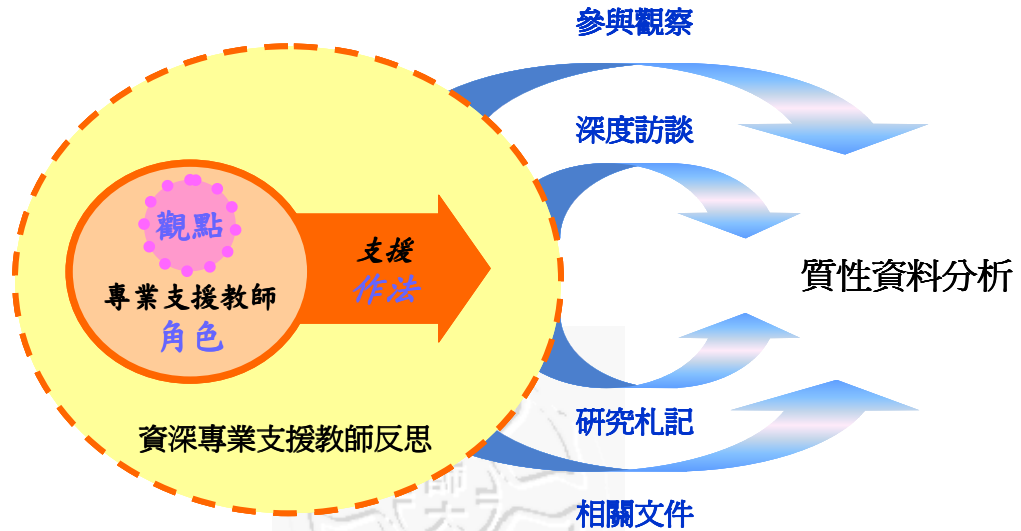 參與觀察
深度訪談
觀點
專業支援教師
角色
支援
作法
質性資料分析
資深專業支援教師反思
研究札記
相關文件